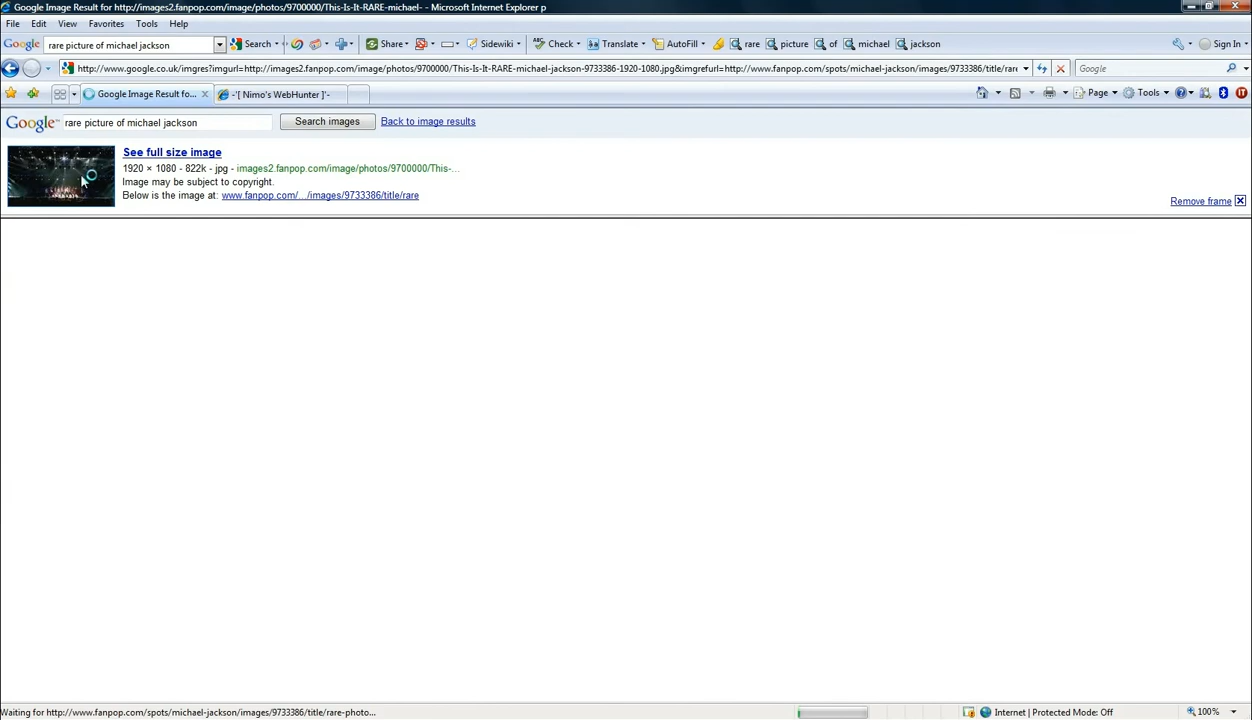 Google Image Result for http://images2.fanpop.com/image/photos/9700000/This-Is-It-RARE-michael- - Microsoft Internet Explorer p
File Edit View Favorites Tools Help
Google rare picture of michael jackson Search Share Sidewiki Check Translate AutoFill rare picture of michael jackson Sign In
http://www.google.co.uk/imgres?imgurl=http://images2.fanpop.com/image/photos/9700000/This-Is-It-RARE-michael-jackson-9733386-1920-1080.jpg&imgrefurl=http://www.fanpop.com/spots/michael-jackson/images/9733386/title/rare Google
Google Image Result fo... -'[ Nimo's WebHunter ]'- Page Tools
Google rare picture of michael jackson Search images Back to image results
See full size image
1920 × 1080 - 822k - jpg - images2.fanpop.com/image/photos/9700000/This-...
Image may be subject to copyright.
Below is the image at: www.fanpop.com/.../images/9733386/title/rare
Remove frame
Waiting for http://www.fanpop.com/spots/michael-jackson/images/9733386/title/rare-photo... Internet | Protected Mode: Off 100%